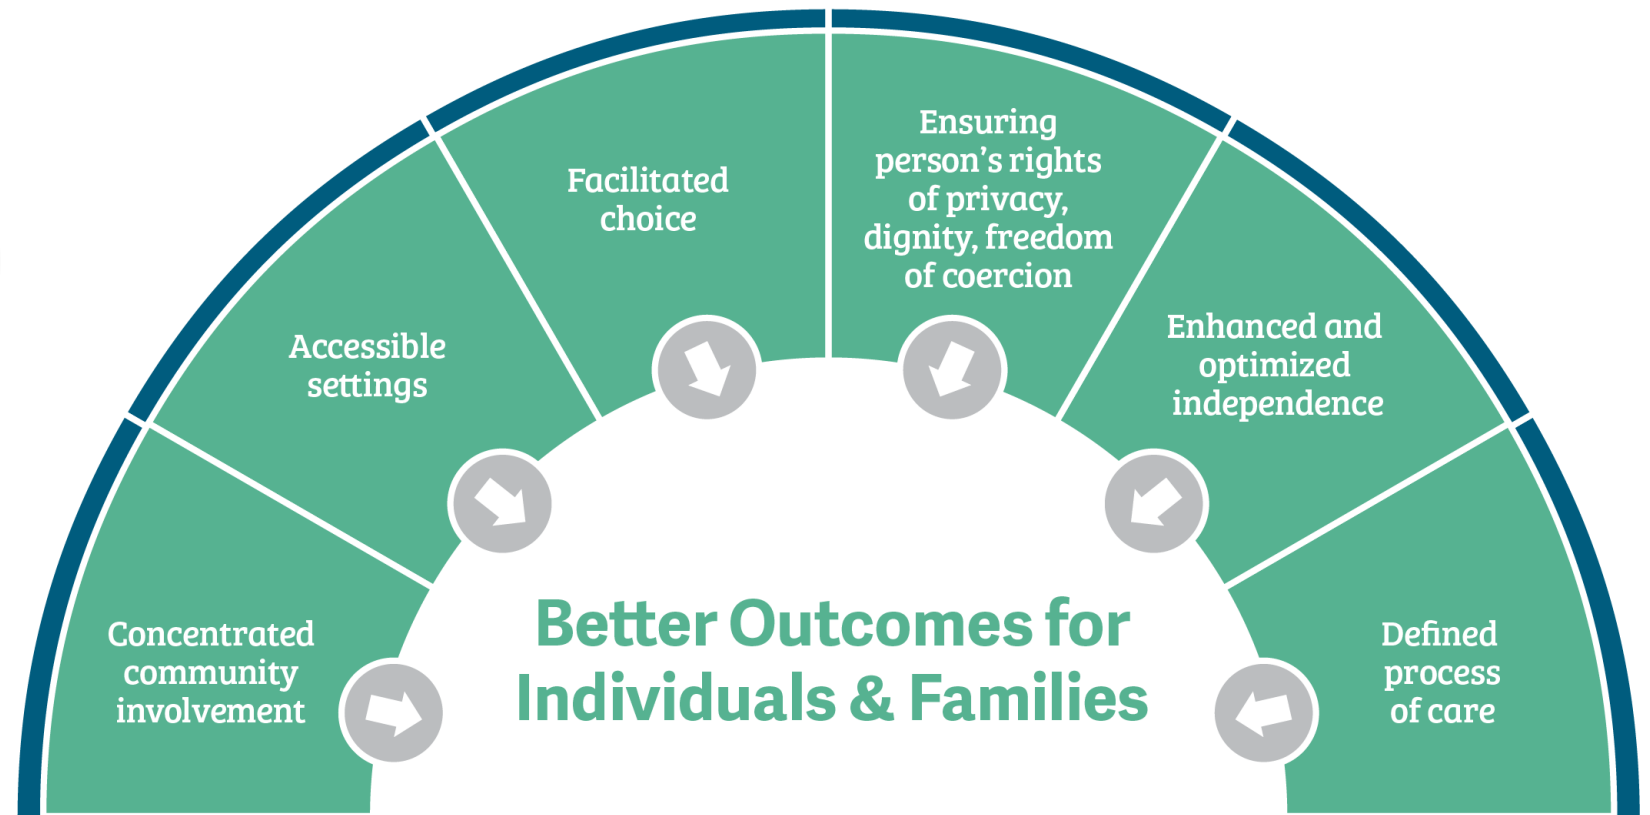 Concentrated
community
involvement
Accessible
settings
Facilitated
choice
Ensuring
person’s rights
of privacy,
dignity, freedom
of coercion
Enhanced and
optimized
independence
Defined
process
of care
Better Outcomes for
Individuals & Families